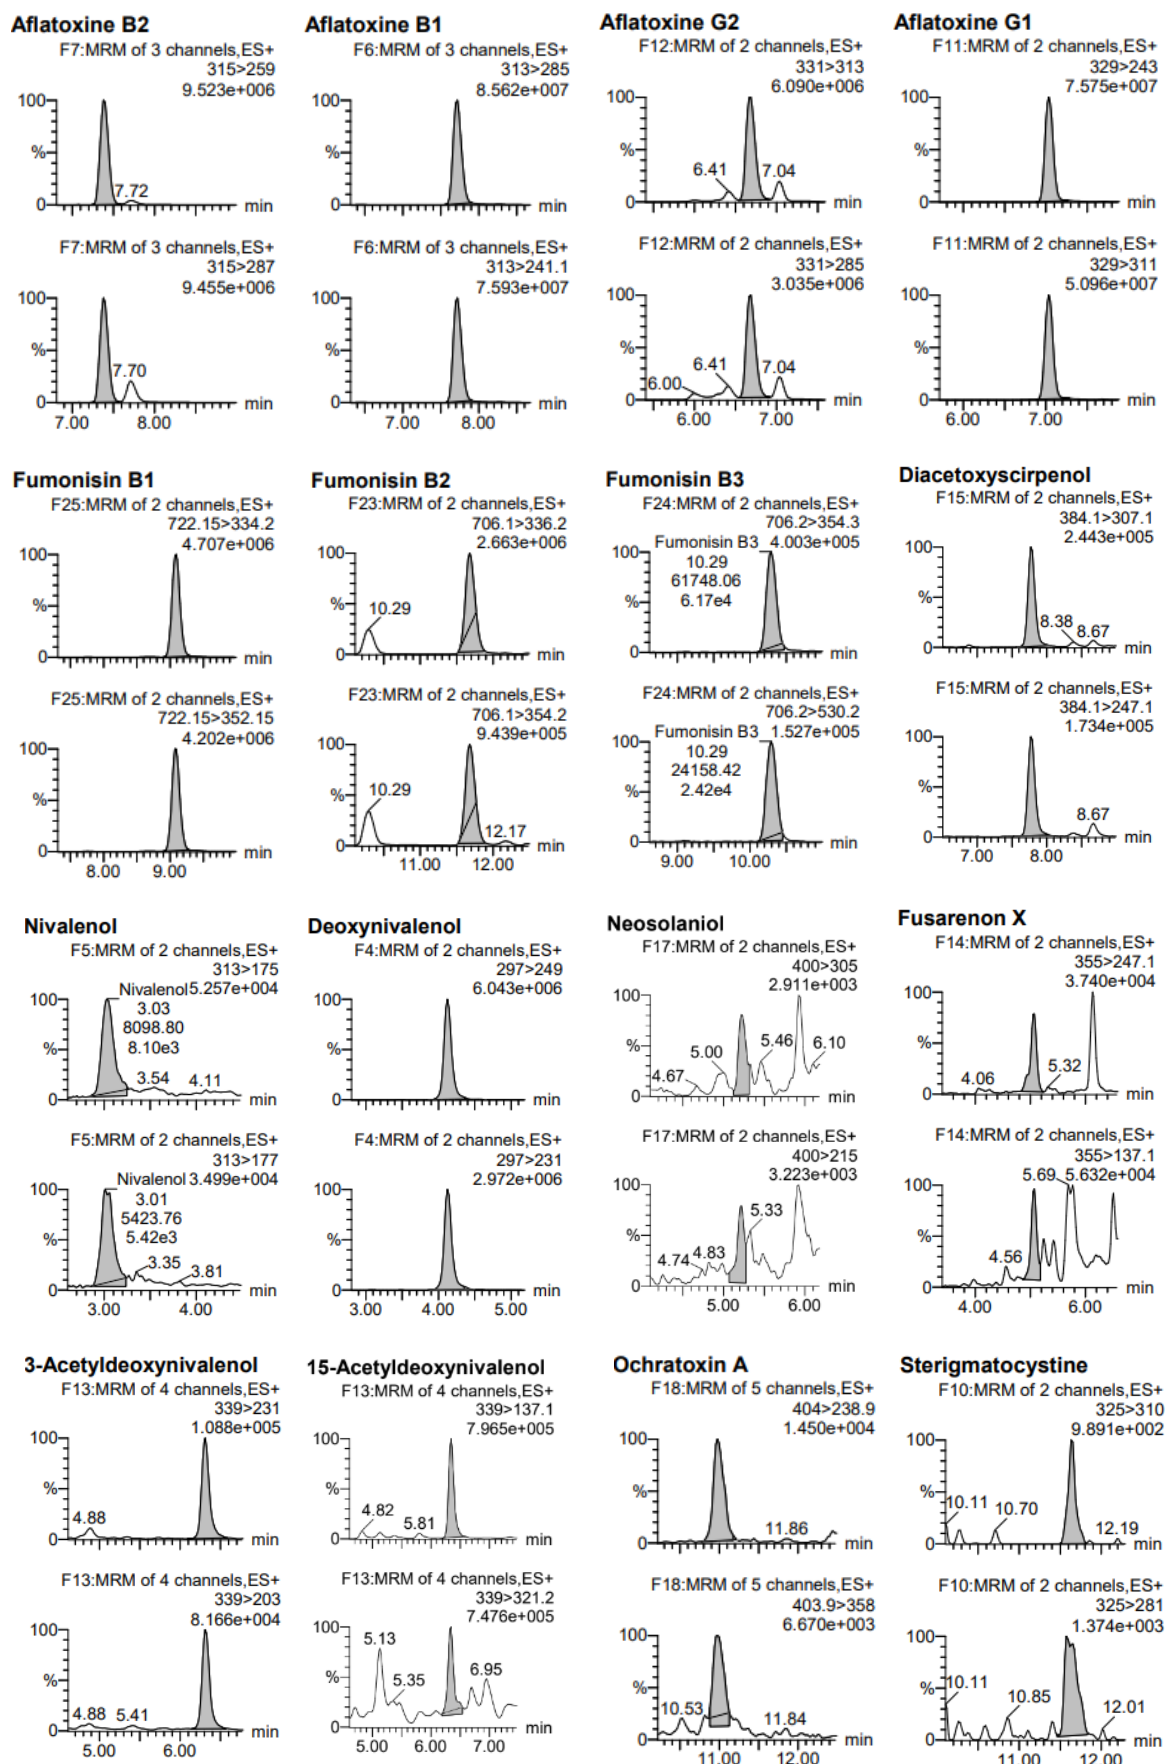 Aflatoxine B2
F7:MRM of 3 channels,ES+
315>259
9.523e+006
100
%
7.72
0
min
F7:MRM of 3 channels,ES+
315>287
9.455e+006
100
%
7.70
0
min
7.00 8.00
Aflatoxine B1
F6:MRM of 3 channels,ES+
313>285
8.562e+007
100
%
0
min
F6:MRM of 3 channels,ES+
313>241.1
7.593e+007
100
%
0
min
7.00 8.00
Aflatoxine G2
F12:MRM of 2 channels,ES+
331>313
6.090e+006
100
%
6.41 7.04
0
min
F12:MRM of 2 channels,ES+
331>285
3.035e+006
100
%
6.00 6.41 7.04
0
min
6.00 7.00
Aflatoxine G1
F11:MRM of 2 channels,ES+
329>243
7.575e+007
100
%
0
min
F11:MRM of 2 channels,ES+
329>311
5.096e+007
100
%
0
min
6.00 7.00
Fumonisin B1
F25:MRM of 2 channels,ES+
722.15>334.2
4.707e+006
100
%
0
min
F25:MRM of 2 channels,ES+
722.15>352.15
4.202e+006
100
%
0
min
8.00 9.00
Fumonisin B2
F23:MRM of 2 channels,ES+
706.1>336.2
2.663e+006
100
%
10.29
0
min
F23:MRM of 2 channels,ES+
706.1>354.2
9.439e+005
100
%
10.29
12.17
0
min
11.00 12.00
Fumonisin B3
F24:MRM of 2 channels,ES+
706.2>354.3
Fumonisin B3 4.003e+005
100
10.29
61748.06
%
6.17e4
0
min
F24:MRM of 2 channels,ES+
706.2>530.2
Fumonisin B3 1.527e+005
100
10.29
24158.42
%
2.42e4
0
min
9.00 10.00
Diacetoxyscirpenol
F15:MRM of 2 channels,ES+
384.1>307.1
2.443e+005
100
%
8.38 8.67
0
min
F15:MRM of 2 channels,ES+
384.1>247.1
1.734e+005
100
%
8.67
0
min
7.00 8.00
Nivalenol
F5:MRM of 2 channels,ES+
313>175
Nivalenol 5.257e+004
100
3.03
8098.80
%
8.10e3
3.54 4.11
0
min
F5:MRM of 2 channels,ES+
313>177
Nivalenol 3.499e+004
100
3.01
5423.76
%
5.42e3
3.35 3.81
0
min
3.00 4.00
Deoxynivalenol
F4:MRM of 2 channels,ES+
297>249
6.043e+006
100
%
0
min
F4:MRM of 2 channels,ES+
297>231
2.972e+006
100
%
0
min
3.00 4.00 5.00
Neosolaniol
F17:MRM of 2 channels,ES+
400>305
2.911e+003
100
%
4.67 5.00 5.46 6.10
0
min
F17:MRM of 2 channels,ES+
400>215
3.223e+003
100
%
4.74 4.83 5.33
0
min
5.00 6.00
Fusarenon X
F14:MRM of 2 channels,ES+
355>247.1
3.740e+004
100
%
4.06 5.32
0
min
F14:MRM of 2 channels,ES+
355>137.1
5.69 5.632e+004
100
%
4.56
0
min
4.00 6.00
3-Acetyldeoxynivalenol
F13:MRM of 4 channels,ES+
339>231
1.088e+005
100
%
4.88
0
min
F13:MRM of 4 channels,ES+
339>203
8.166e+004
100
%
4.88 5.41
0
min
5.00 6.00
15-Acetyldeoxynivalenol
F13:MRM of 4 channels,ES+
339>137.1
7.965e+005
100
%
4.82 5.81
0
min
F13:MRM of 4 channels,ES+
339>321.2
7.476e+005
100
%
5.13 5.35 6.95
0
min
5.00 6.00 7.00
Ochratoxin A
F18:MRM of 5 channels,ES+
404>238.9
1.450e+004
100
%
11.86
0
min
F18:MRM of 5 channels,ES+
403.9>358
6.670e+003
100
%
10.53 11.84
0
min
11.00 12.00
Sterigmatocystine
F10:MRM of 2 channels,ES+
325>310
9.891e+002
100
%
10.11 10.70
12.19
0
min
F10:MRM of 2 channels,ES+
325>281
1.374e+003
100
%
10.11 10.85 12.01
0
min
11.00 12.00